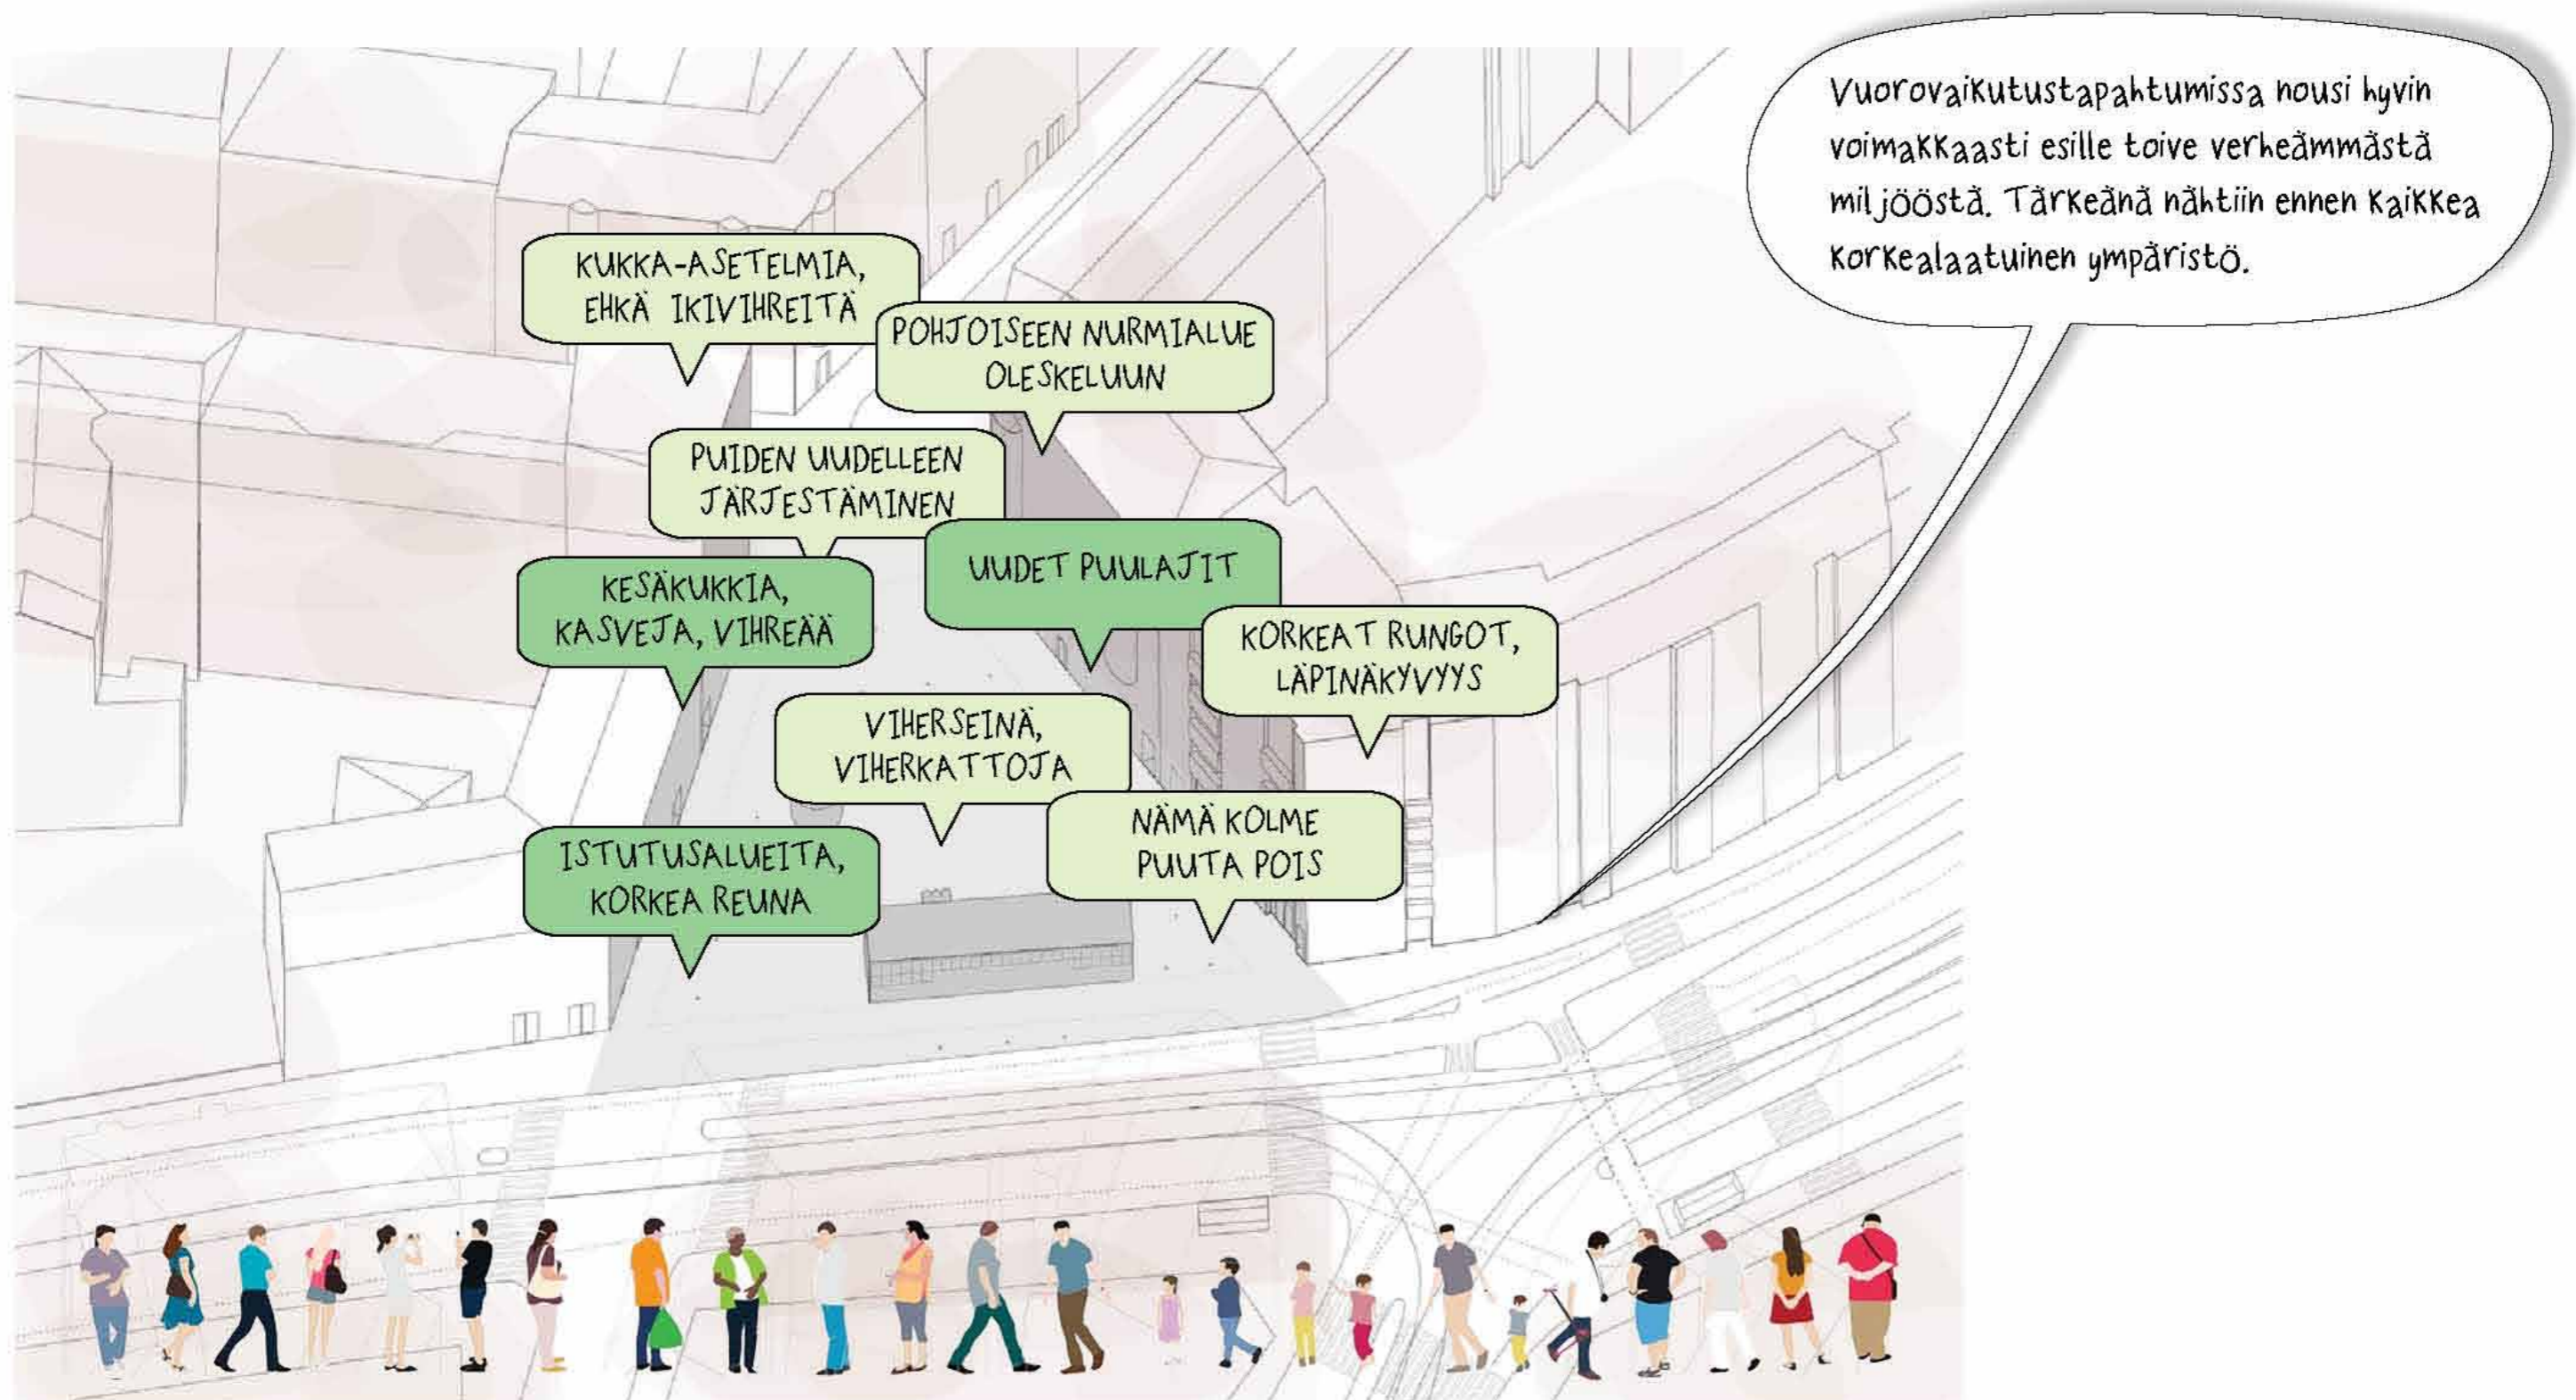 Vuorovaikutustapahtumissa nousi hyvin
voimakkaasti esille toive verheämmästä
miljööstä. Tärkeänä nähtiin ennen kaikkea
korkealaatuinen ympäristö.
KUKKA-ASETELMIA,
EHKÄ IKIVIHREITÄ
POHJOISEEN NURMIALUE
OLESKELUUN
PUIDEN UUDELLEEN
JÄRJESTÄMINEN
UUDET PUULAJIT
KESÄKUKKIA,
KASVEJA, VIHREÄÄ
KORKEAT RUNGOT,
LÄPINÄKYVYYS
VIHERSEINÄ,
VIHERKATTOJA
NÄMÄ KOLME
PUUTA POIS
ISTUTUSALUEITA,
KORKEA REUNA